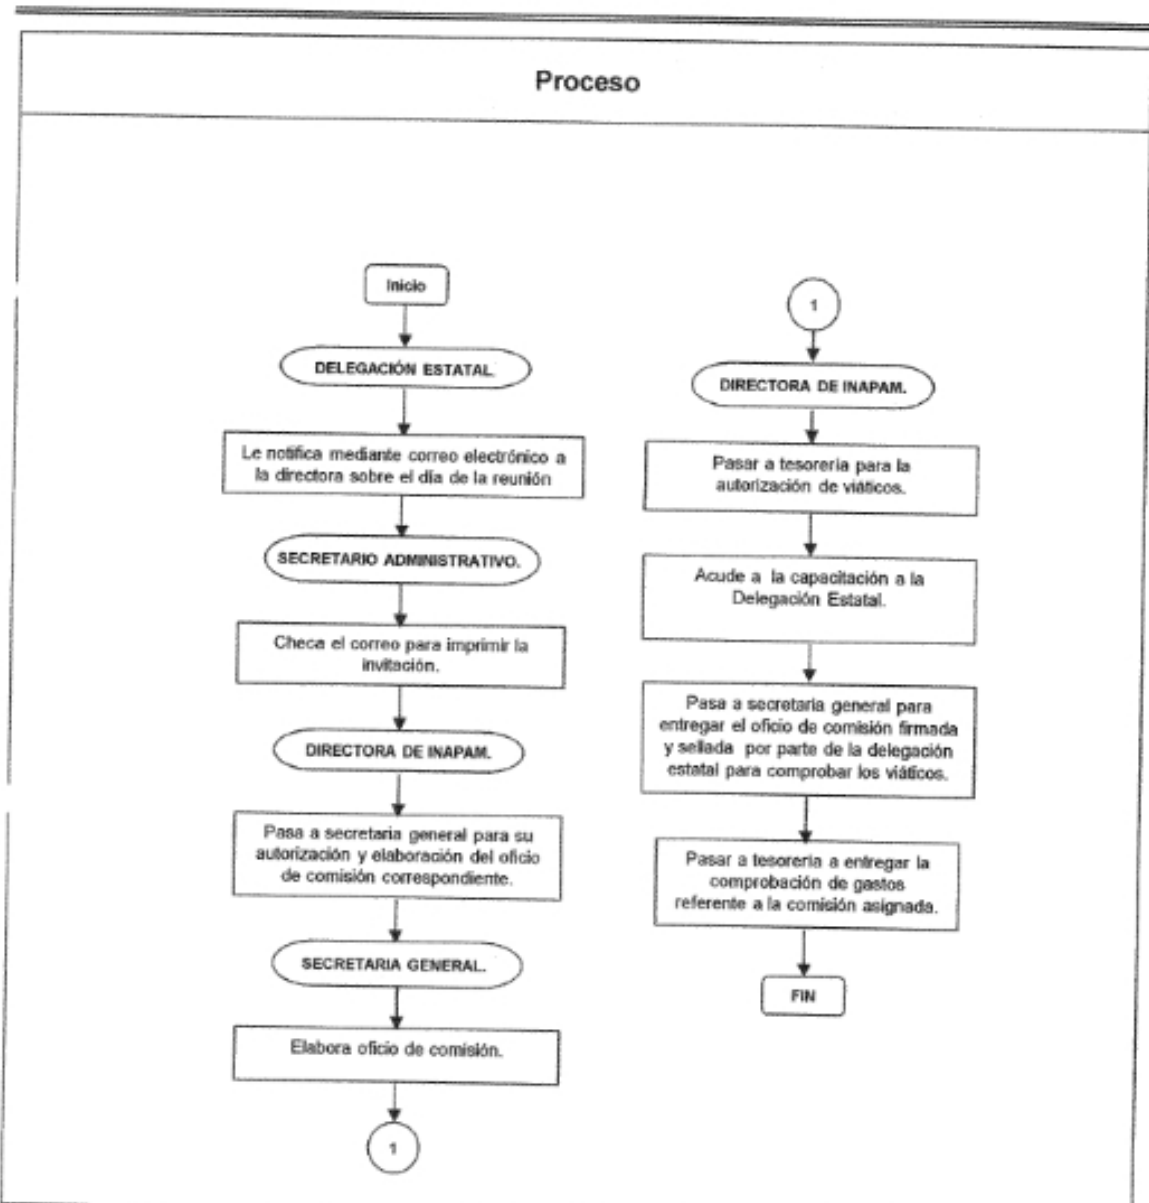 Proceso
Inicio
DELEGACIÓN ESTATAL.
Le notifica mediante correo electrónico a
la directora sobre el día de la reunión
SECRETARIO ADMINISTRATIVO.
Checa el correo para imprimir la
invitación.
DIRECTORA DE INAPAM.
Pasa a secretaria general para su
autorización y elaboración del oficio
de comisión correspondiente.
SECRETARIA GENERAL.
Elabora oficio de comisión.
1
1
DIRECTORA DE INAPAM.
Pasar a tesorería para la
autorización de viáticos.
Acude a la capacitación a la
Delegación Estatal.
Pasa a secretaria general para
entregar el oficio de comisión firmada
y sellada por parte de la delegación
estatal para comprobar los viáticos.
Pasar a tesorería a entregar la
comprobación de gastos
referente a la comisión asignada.
FIN